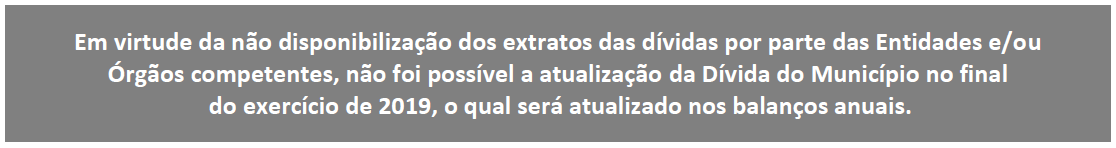 Em virtude da não disponibilização dos extratos das dívidas por parte das Entidades e/ou
Órgãos competentes, não foi possível a atualização da Dívida do Município no final
do exercício de 2019, o qual será atualizado nos balanços anuais.